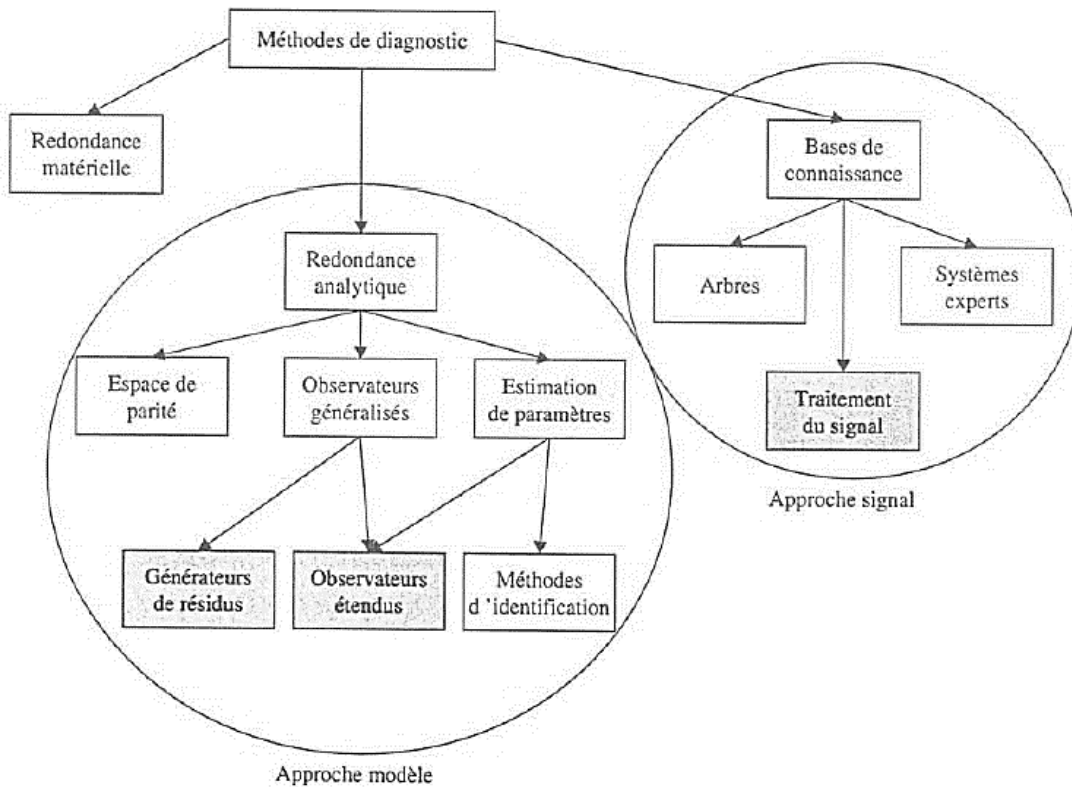 Méthodes de diagnostic
Redondance
matérielle
Bases de
connaissance
Redondance
analytique
Arbres
Systèmes
experts
Espace de
parité
Observateurs
généralisés
Estimation
de paramètres
Traitement
du signal
Approche signal
Générateurs
de résidus
Observateurs
étendus
Méthodes
d 'identification
Approche modèle